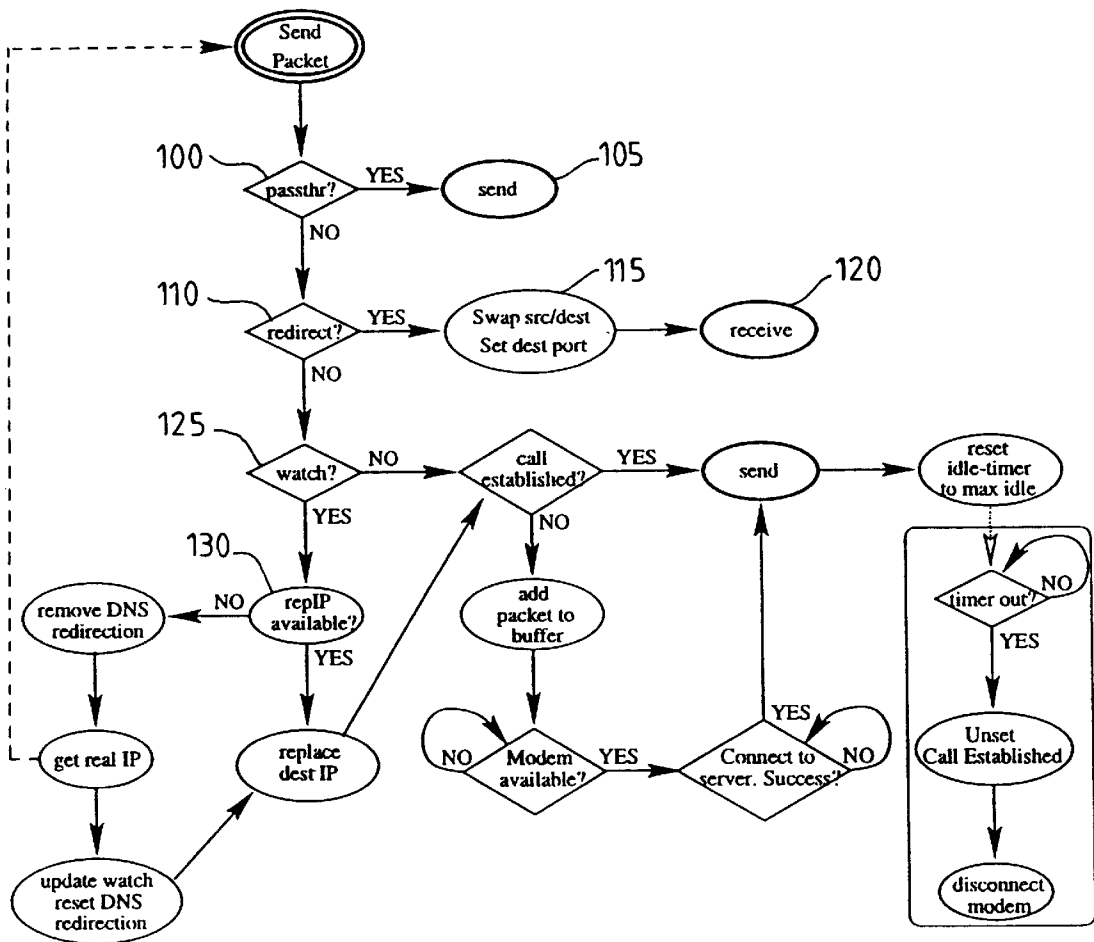 Send
Packet
100
passthr?
YES
105
send
NO
110
redirect?
YES
115
Swap src/dest
Set dest port
120
receive
NO
125
watch?
NO
call
established?
YES
send
reset
idle-timer
to max idle
YES
NO
130
repIP
available?
NO
remove DNS
redirection
YES
add
packet to
buffer
timer out?
NO
YES
get real IP
replace
dest IP
NO
Modem
available?
YES
Connect to
server. Success?
YES
NO
Unset
Call Established
update watch
reset DNS
redirection
disconnect
modem